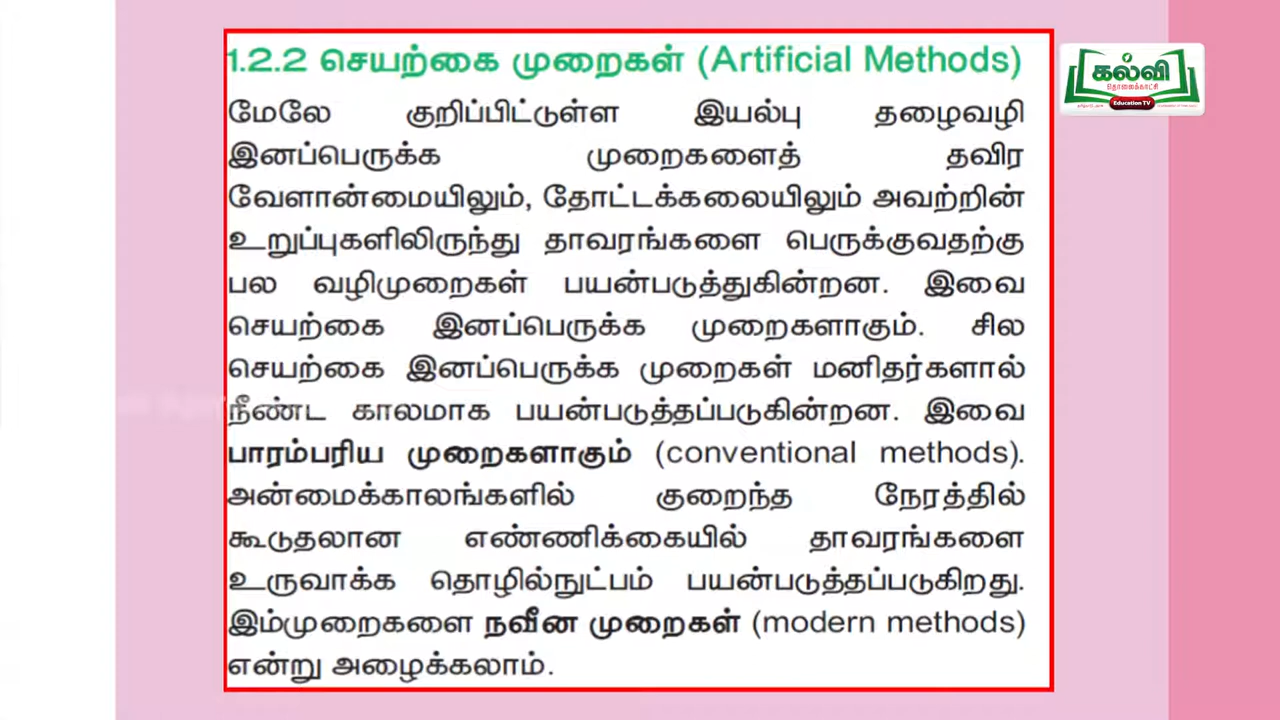 1.2.2 செயற்கை முறைகள் (Artificial Methods)
மேலே குறிப்பிட்டுள்ள இயல்பு தழைவழி
இனப்பெருக்க முறைகளைத் தவிர
வேளாண்மையிலும், தோட்டக்கலையிலும் அவற்றின்
உறுப்புகளிலிருந்து தாவரங்களை பெருக்குவதற்கு
பல வழிமுறைகள் பயன்படுத்துகின்றன. இவை
செயற்கை இனப்பெருக்க முறைகளாகும். சில
செயற்கை இனப்பெருக்க முறைகள் மனிதர்களால்
நீண்ட காலமாக பயன்படுத்தப்படுகின்றன. இவை
பாரம்பரிய முறைகளாகும் (conventional methods).
அன்மைக்காலங்களில் குறைந்த நேரத்தில்
கூடுதலான எண்ணிக்கையில் தாவரங்களை
உருவாக்க தொழில்நுட்பம் பயன்படுத்தப்படுகிறது.
இம்முறைகளை நவீன முறைகள் (modern methods)
என்று அழைக்கலாம்.
கல்வி
தொலைக்காட்சி
Education TV